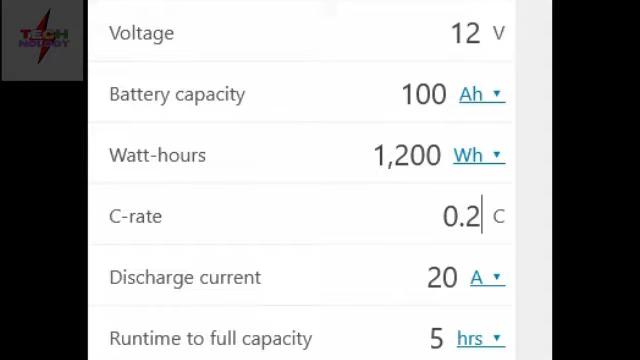 TECH
NOLOGY
Voltage 12 V
Battery capacity 100 Ah
Watt-hours 1,200 Wh
C-rate 0.2 C
Discharge current 20 A
Runtime to full capacity 5 hrs